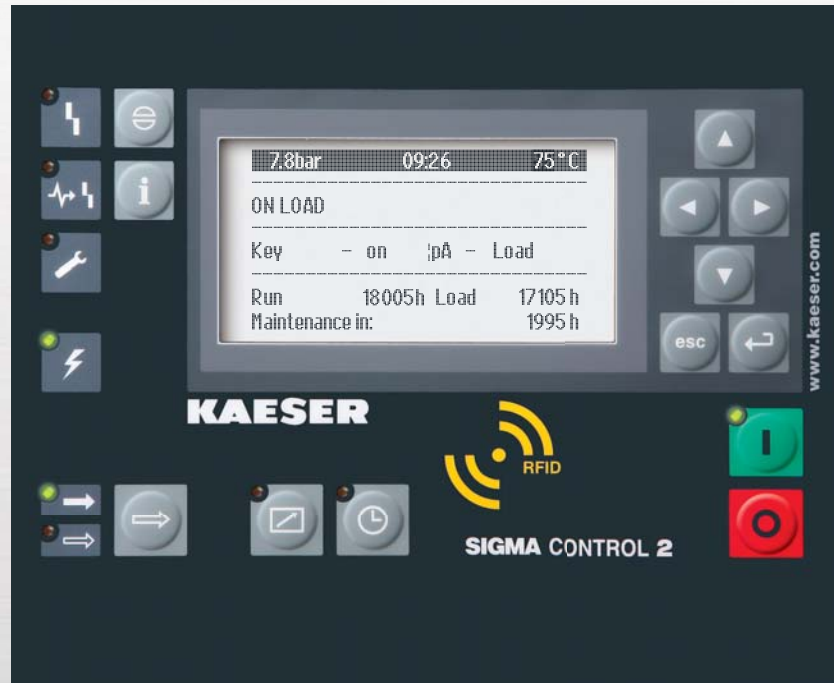 7.8bar 09:26 75°C
ON LOAD
Key - on ¦pA - Load
Run 18005h Load 17105h
Maintenance in: 1995h
esc
www.kaeser.com
KAESER
RFID
SIGMA CONTROL 2